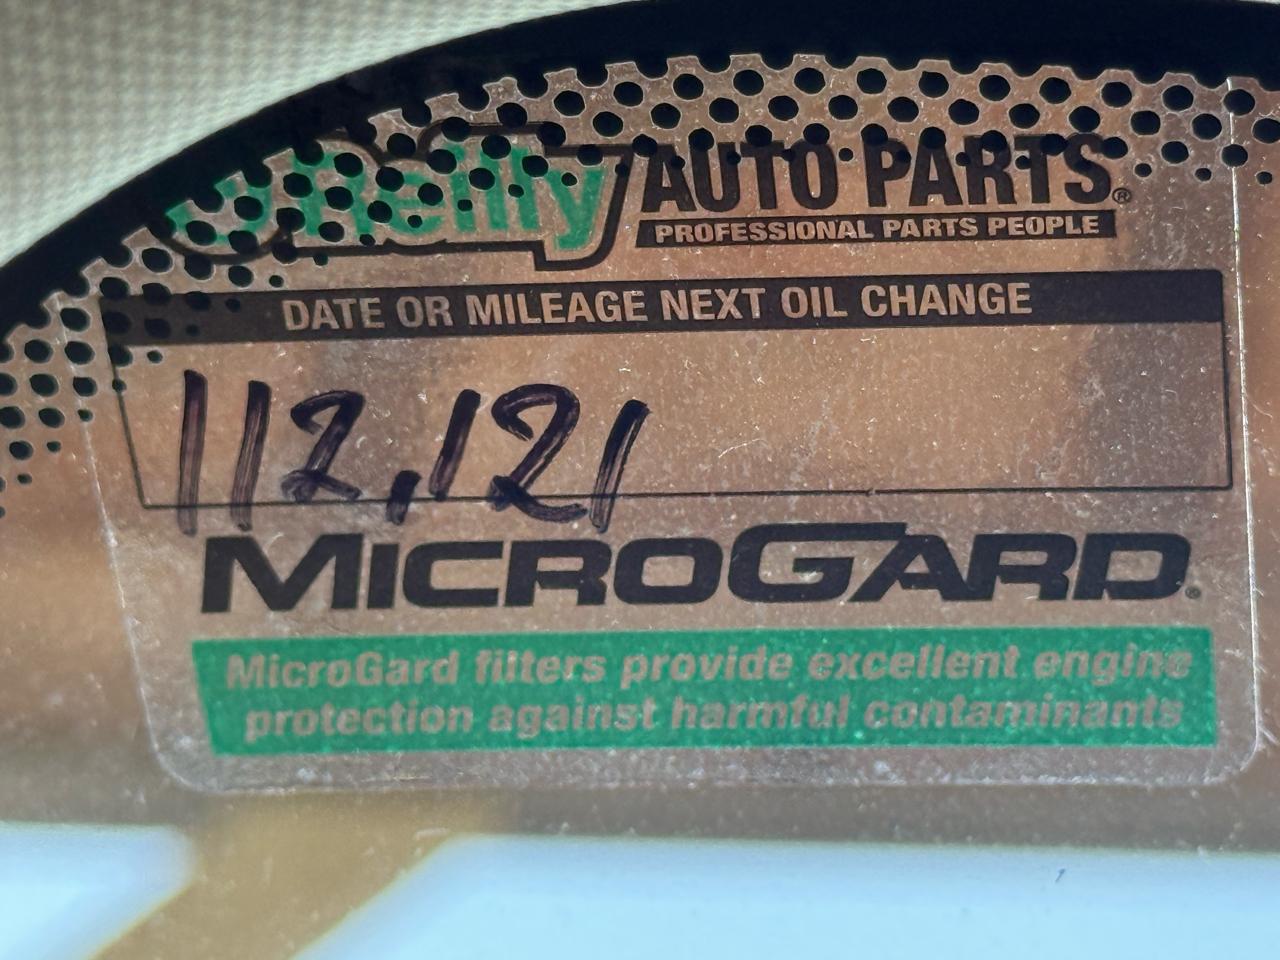 O'Reilly AUTO PARTS®
PROFESSIONAL PARTS PEOPLE
DATE OR MILEAGE NEXT OIL CHANGE
112,121
MICROGARD®
MicroGard filters provide excellent engine
protection against harmful contaminants